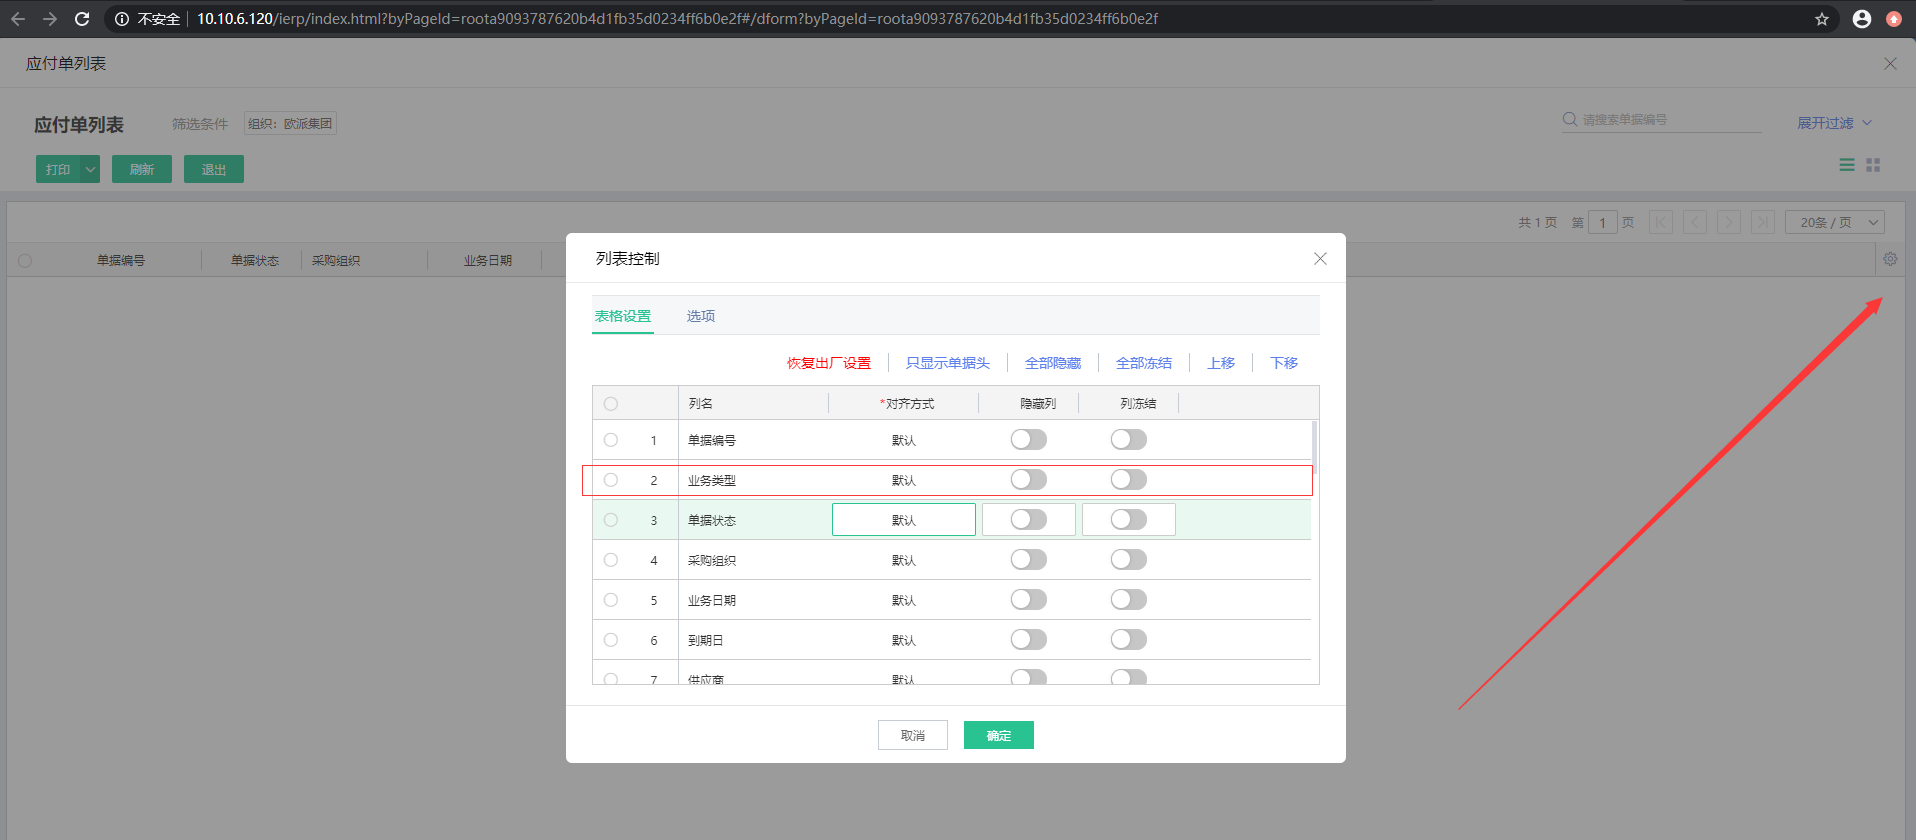 不安全 10.10.6.120/ierp/index.html?byPageId=roota9093787620b4d1fb35d0234ff6b0e2f#/dform?byPageId=roota9093787620b4d1fb35d0234ff6b0e2f
应付单列表
应付单列表 筛选条件 组织：欧派集团 请搜索单据编号 展开过滤
打印 刷新 退出
共 1 页 第 1 页 20条 / 页
单据编号 单据状态 采购组织 业务日期
列表控制
表格设置 选项
恢复出厂设置 只显示单据头 全部隐藏 全部冻结 上移 下移
列名 *对齐方式 隐藏列 列冻结
1 单据编号 默认
2 业务类型 默认
3 单据状态 默认
4 采购组织 默认
5 业务日期 默认
6 到期日 默认
7 供应商 默认
取消 确定